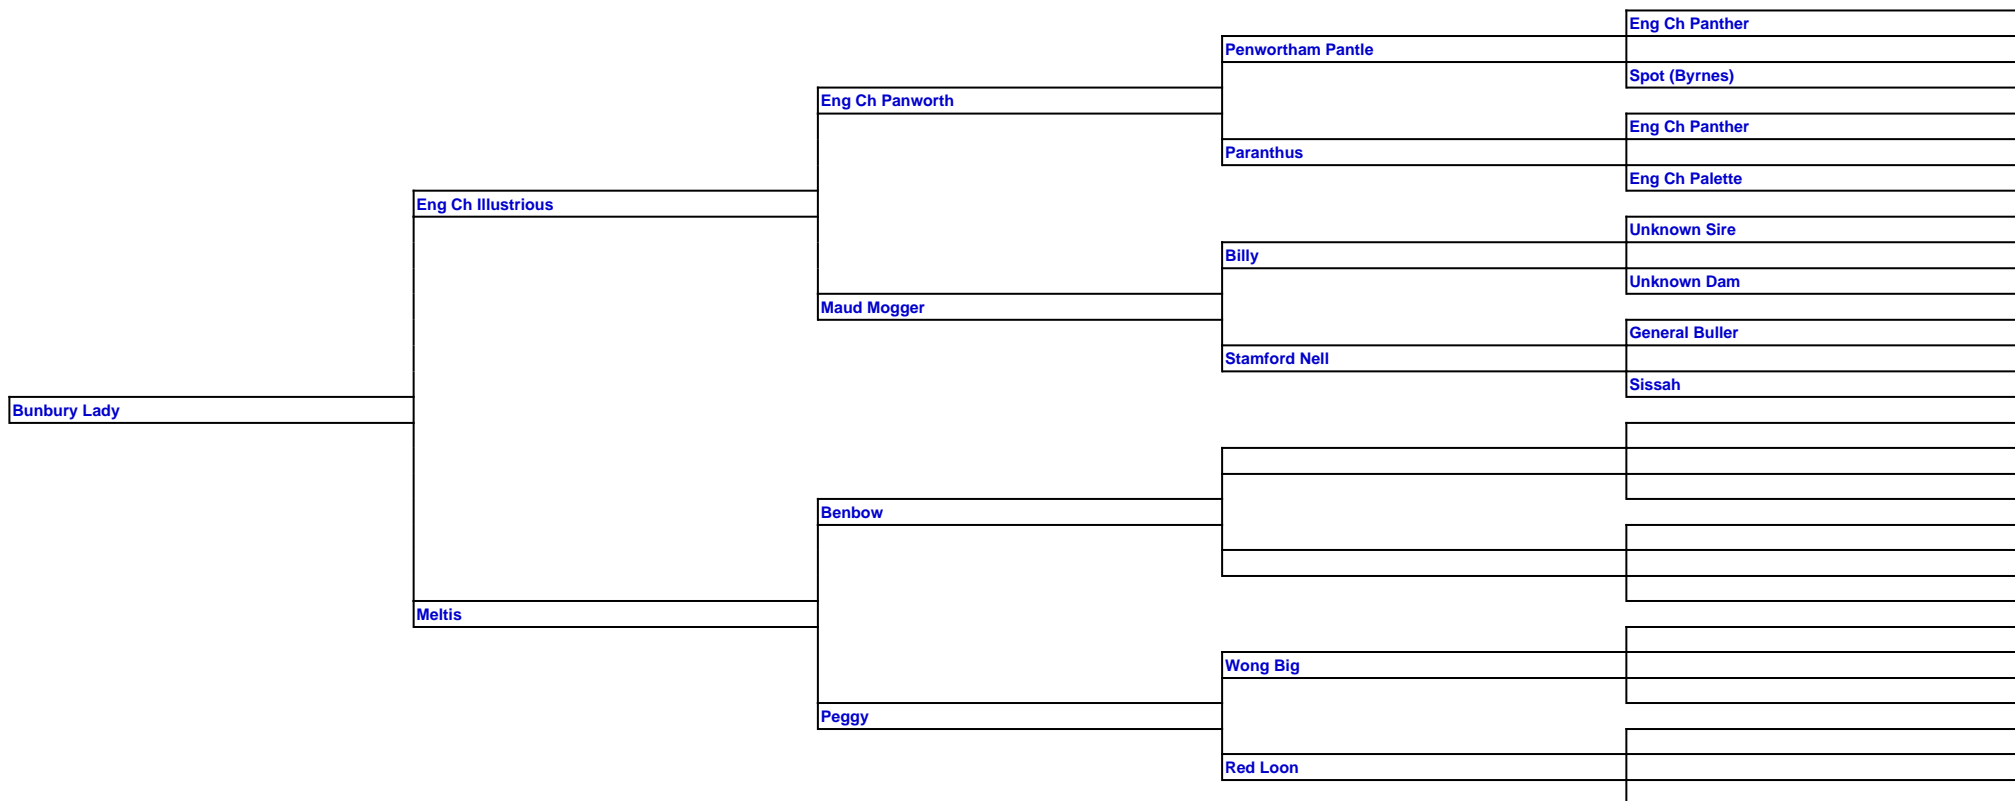 Eng Ch Panther
Penwortham Pantle
Spot (Byrnes)
Eng Ch Panworth
Eng Ch Panther
Paranthus
Eng Ch Palette
Eng Ch Illustrious
Unknown Sire
Billy
Unknown Dam
Maud Mogger
General Buller
Stamford Nell
Sissah
Bunbury Lady
Benbow
Meltis
Wong Big
Peggy
Red Loon